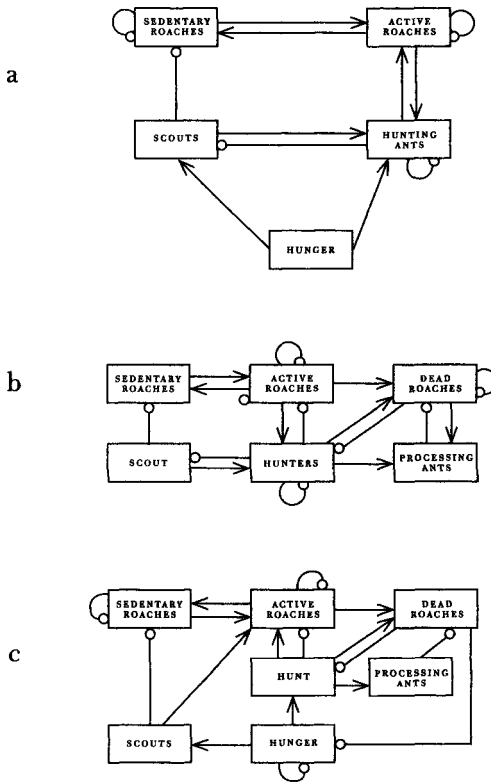 a
SEDENTARY
ROACHES
ACTIVE
ROACHES
SCOUTS
HUNTING
ANTS
HUNGER
b
SEDENTARY
ROACHES
ACTIVE
ROACHES
DEAD
ROACHES
SCOUT
HUNTERS
PROCESSING
ANTS
c
SEDENTARY
ROACHES
ACTIVE
ROACHES
DEAD
ROACHES
HUNT
PROCESSING
ANTS
SCOUTS
HUNGER